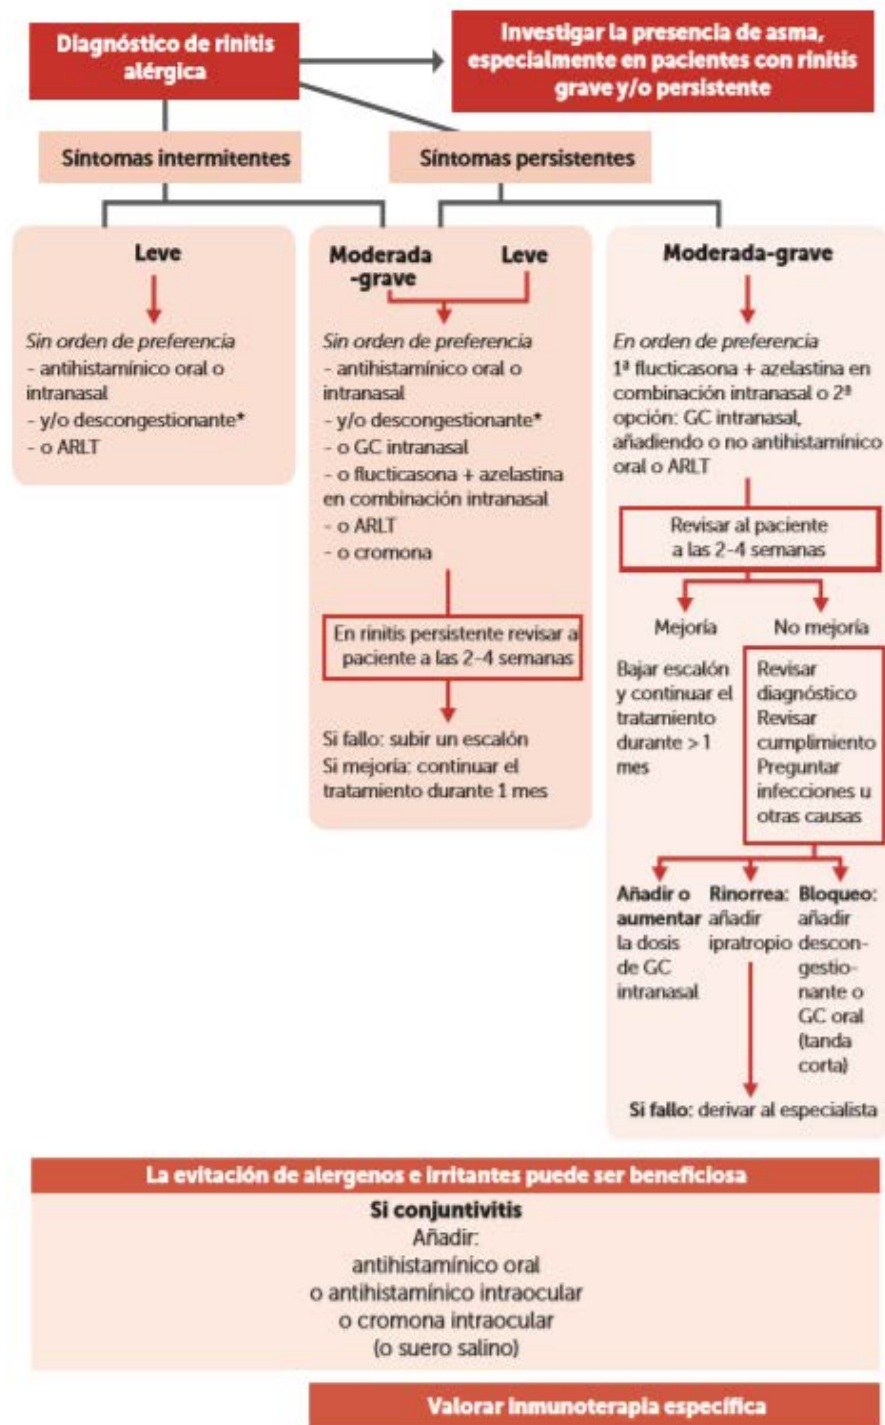 Diagnóstico de rinitis
alérgica
Investigar la presencia de asma,
especialmente en pacientes con rinitis
grave y/o persistente
Síntomas intermitentes
Síntomas persistentes
Leve
Sin orden de preferencia
- antihistamínico oral o
intranasal
- y/o descongestionante*
- o ARLT
Moderada
-grave
Leve
Sin orden de preferencia
- antihistamínico oral o
intranasal
- y/o descongestionante*
- o GC intranasal
- o flucticasona + azelastina
en combinación intranasal
- o ARLT
- o cromona
En rinitis persistente revisar a
paciente a las 2-4 semanas
Si fallo: subir un escalón
Si mejoría: continuar el
tratamiento durante 1 mes
Moderada-grave
En orden de preferencia
1ª flucticasona + azelastina en
combinación intranasal o 2ª
opción: GC intranasal,
añadiendo o no antihistamínico
oral o ARLT
Revisar al paciente
a las 2-4 semanas
Mejoría
Bajar escalón
y continuar el
tratamiento
durante > 1
mes
No mejoría
Revisar
diagnóstico
Revisar
cumplimiento
Preguntar
infecciones u
otras causas
Añadir o
aumentar
la dosis
de GC
intranasal
Rinorrea:
añadir
ipratropio
Bloqueo:
añadir
descon-
gestio-
nante o
GC oral
(tanda
corta)
Si fallo: derivar al especialista
La evitación de alergenos e irritantes puede ser beneficiosa
Si conjuntivitis
Añadir:
antihistamínico oral
o antihistamínico intraocular
o cromona intraocular
(o suero salino)
Valorar inmunoterapia específica